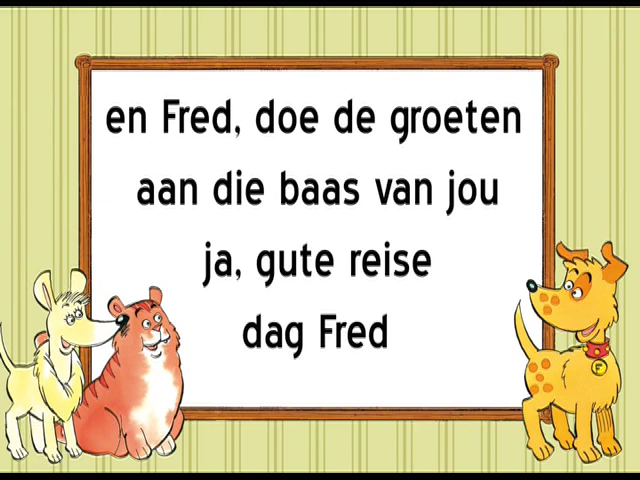 en Fred, doe de groeten
aan die baas van jou
ja, gute reise
dag Fred
F